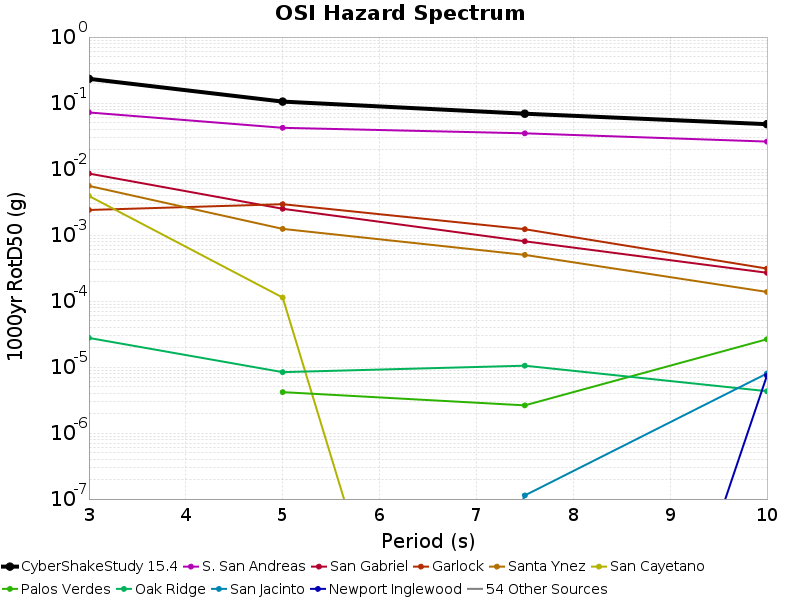 OSI Hazard Spectrum
10^0
10^-1
10^-2
10^-3
10^-4
10^-5
10^-6
10^-7
1000yr RotD50 (g)
3 4 5 6 7 8 9 10
Period (s)
CyberShakeStudy 15.4 S. San Andreas San Gabriel Garlock Santa Ynez San Cayetano
Palos Verdes Oak Ridge San Jacinto Newport Inglewood 54 Other Sources